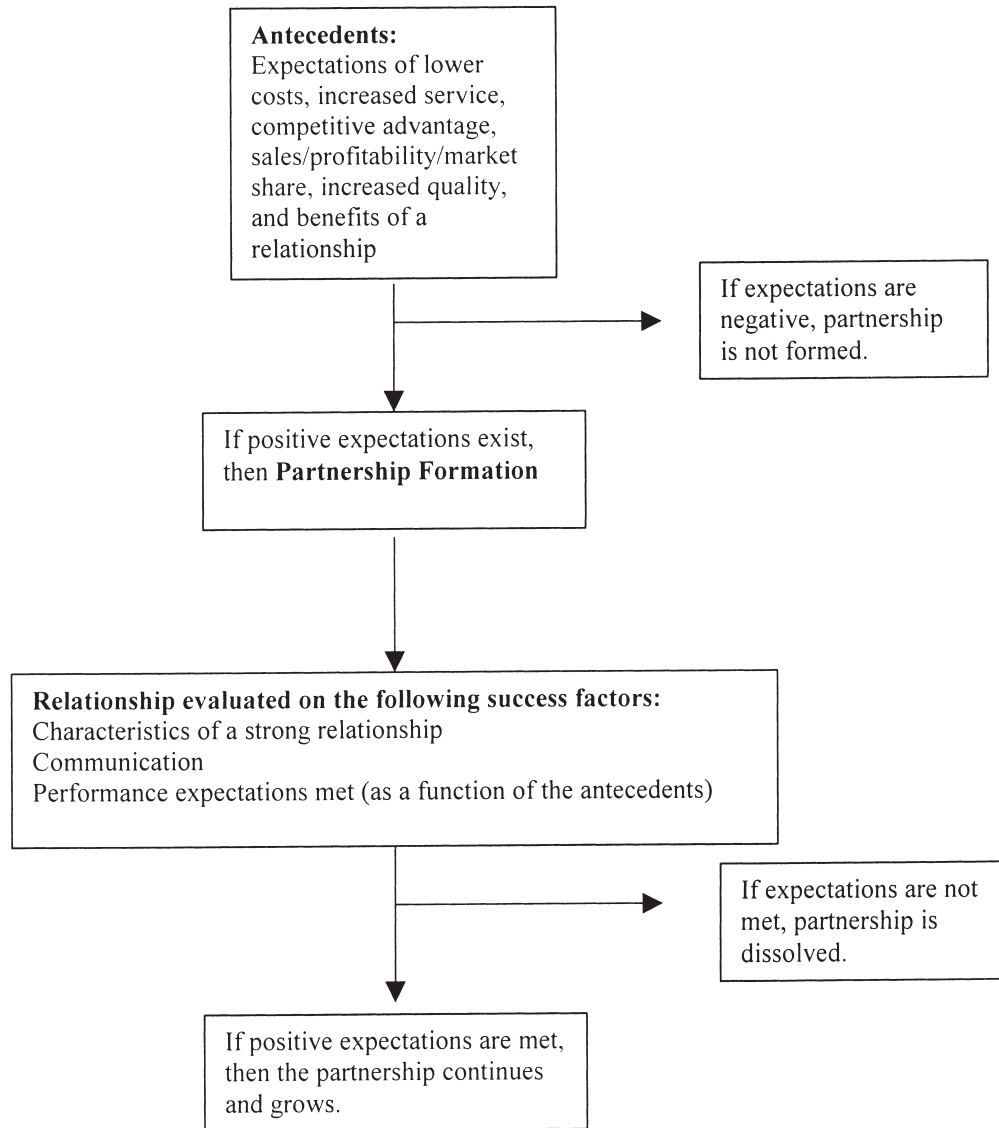 Antecedents:
Expectations of lower
costs, increased service,
competitive advantage,
sales/profitability/market
share, increased quality,
and benefits of a
relationship
If expectations are
negative, partnership
is not formed.
If positive expectations exist,
then Partnership Formation
Relationship evaluated on the following success factors:
Characteristics of a strong relationship
Communication
Performance expectations met (as a function of the antecedents)
If expectations are not
met, partnership is
dissolved.
If positive expectations are met,
then the partnership continues
and grows.